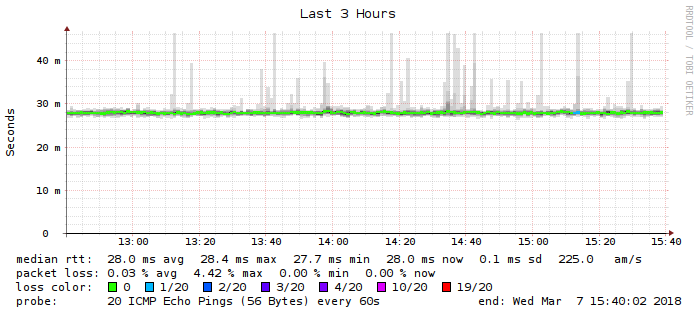 Last 3 Hours
RRDTOOL / TOBI OETIKER
Seconds
40 m
30 m
20 m
10 m
0
13:00 13:20 13:40 14:00 14:20 14:40 15:00 15:20 15:40
median rtt: 28.0 ms avg 28.4 ms max 27.7 ms min 28.0 ms now 0.1 ms sd 225.0 am/s
packet loss: 0.03 % avg 4.42 % max 0.00 % min 0.00 % now
loss color: 0 1/20 2/20 3/20 4/20 10/20 19/20
probe: 20 ICMP Echo Pings (56 Bytes) every 60s end: Wed Mar 7 15:40:02 2018